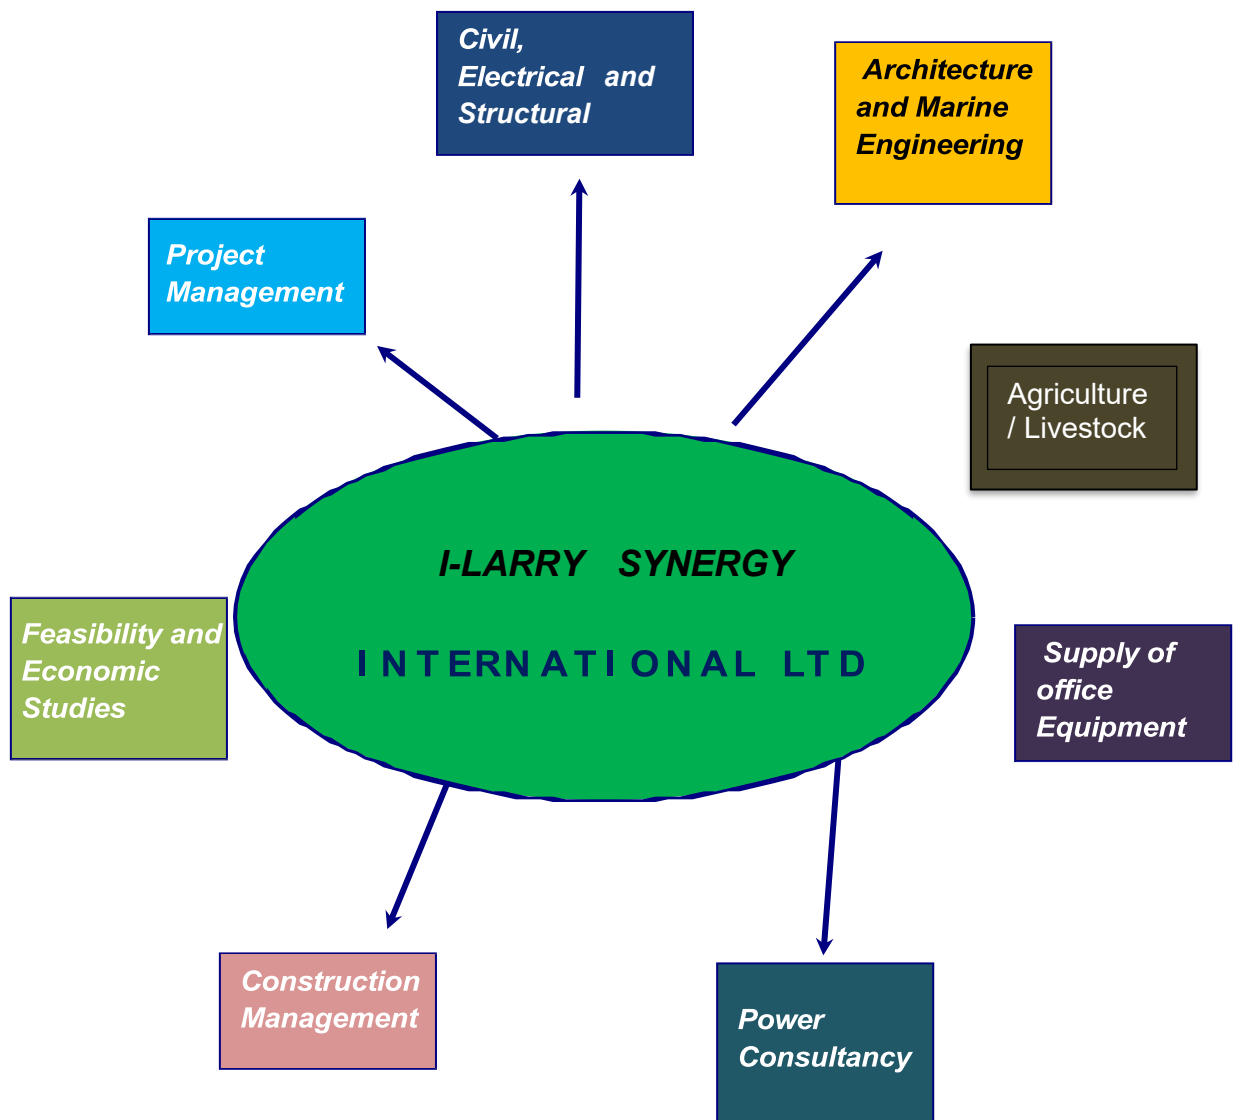 Civil,
Electrical and
Structural
Architecture
and Marine
Engineering
Project
Management
Agriculture
/ Livestock
I-LARRY SYNERGY
INTERNATIONAL LTD
Feasibility and
Economic
Studies
Supply of
office
Equipment
Construction
Management
Power
Consultancy